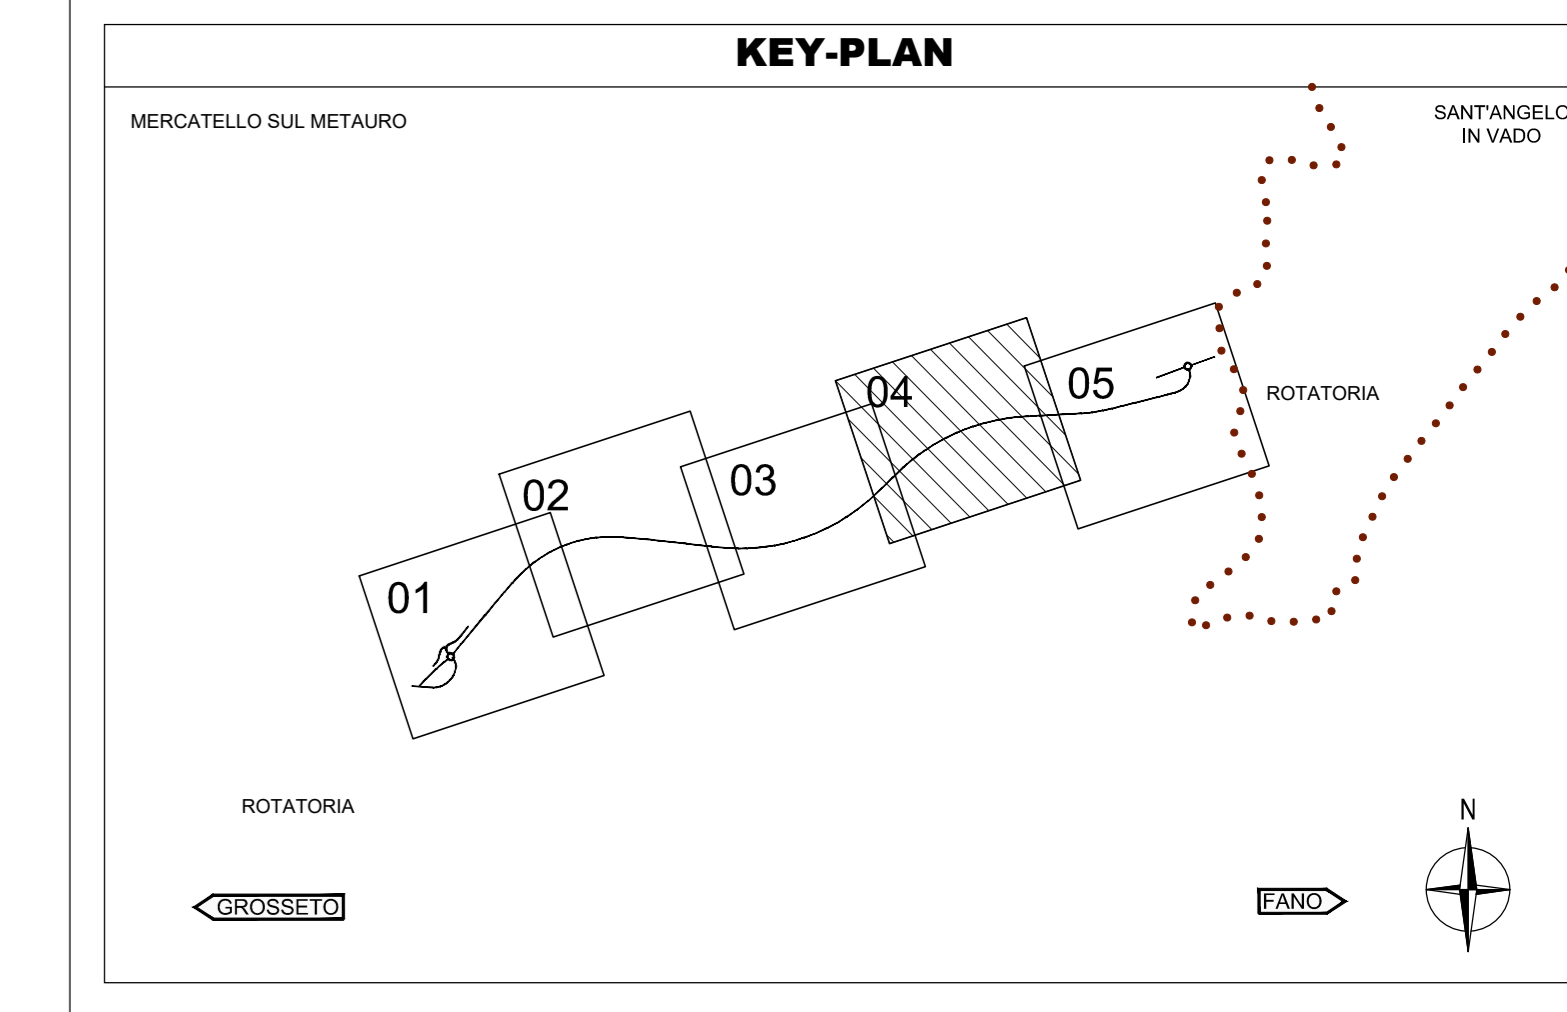 KEY-PLAN
MERCATELLO SUL METAURO
SANT'ANGELO
IN VADO
04
05
ROTATORIA
03
02
01
ROTATORIA
N
GROSSETO
FANO